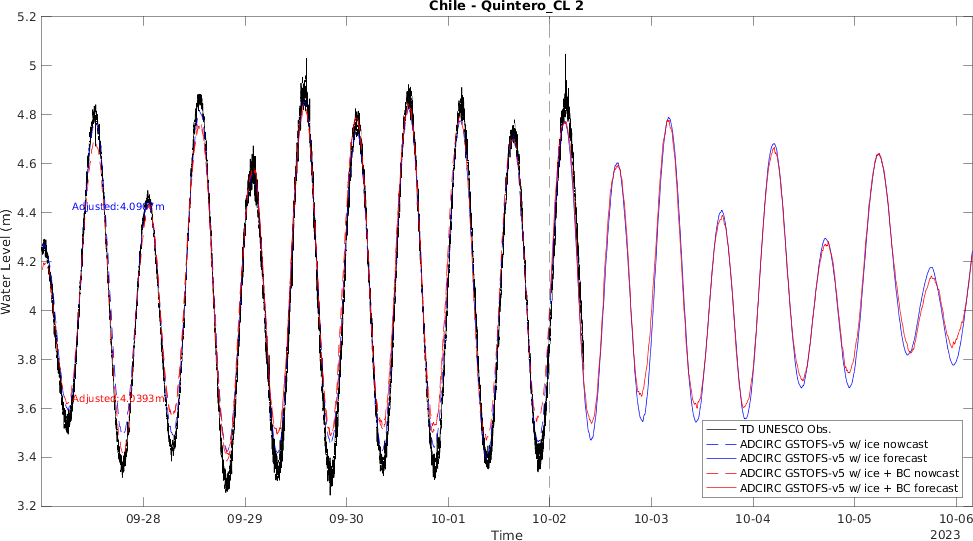 Chile - Quintero_CL 2
5.2
5
4.8
4.6
4.4
4.2
4
3.8
3.6
3.4
3.2
Water Level (m)
Adjusted:4.0393m
09-28
09-29
09-30
10-01
10-02
10-03
10-04
10-05
10-06
2023
Time
TD UNESCO Obs.
ADCIRC GSTOFS-v5 w/ ice nowcast
ADCIRC GSTOFS-v5 w/ ice forecast
ADCIRC GSTOFS-v5 w/ ice + BC nowcast
ADCIRC GSTOFS-v5 w/ ice + BC forecast